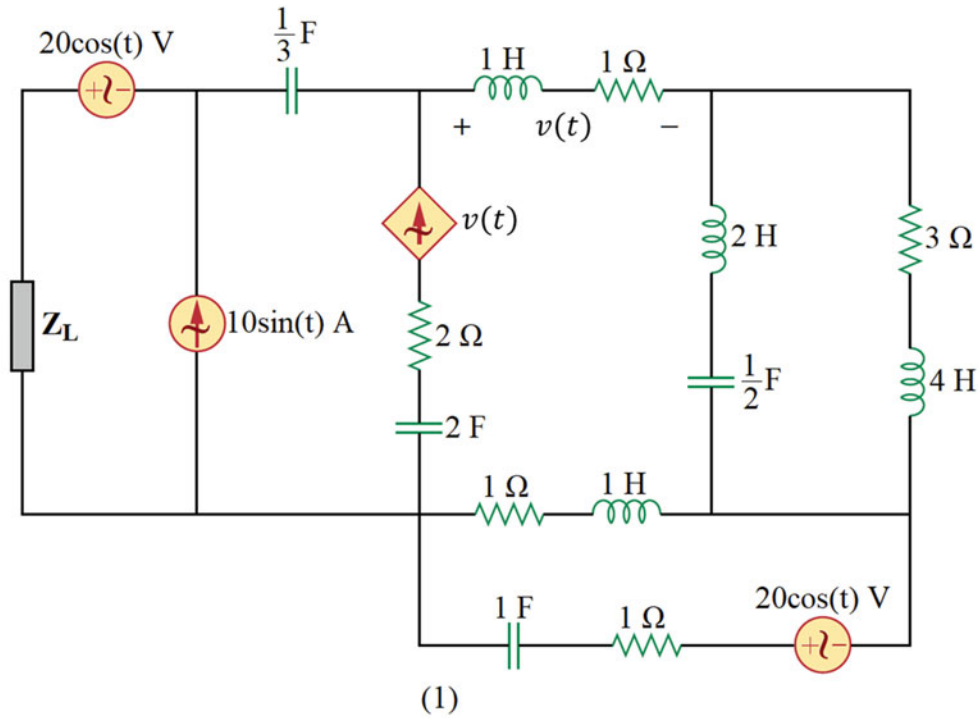 20cos(t) V
1/3 F
1 H
1 Ω
+ v(t) −
+ −
v(t)
2 H
3 Ω
Z_L
10sin(t) A
2 Ω
1/2 F
4 H
2 F
1 Ω
1 H
1 F
1 Ω
20cos(t) V
+ −
(1)